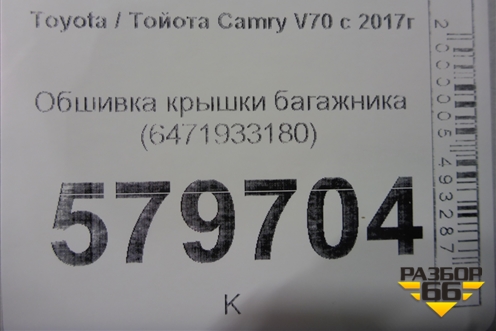 Toyota / Тойота Camry V70 с 2017г
Обшивка крышки багажника
(6471933180)
579704
К
2000005493287
РАЗБОР
66